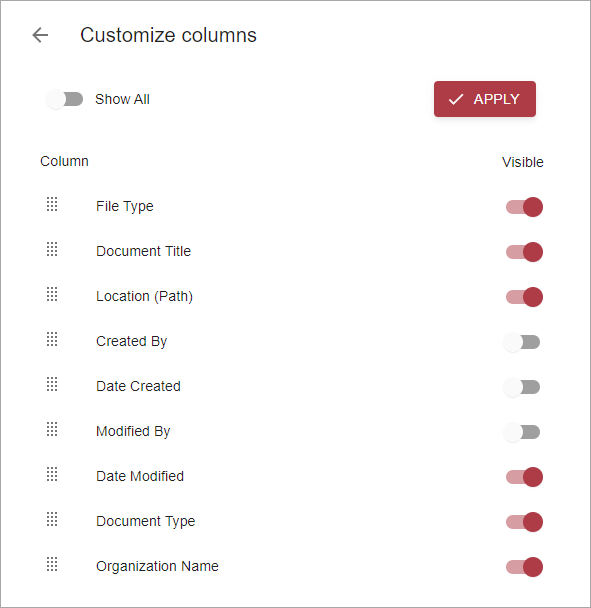 Customize columns
Show All
APPLY
Column Visible
File Type
Document Title
Location (Path)
Created By
Date Created
Modified By
Date Modified
Document Type
Organization Name